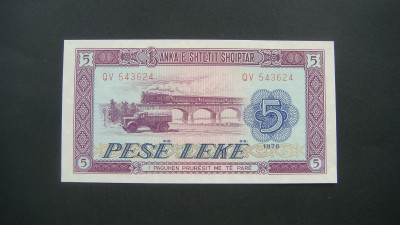 5 BANKA E SHTETIT SHQIPTAR 5
QV 543624 QV 543624
5
PESË LEKË 1976
5 I PAGUHEN PRURËSIT ME TË PARË 5